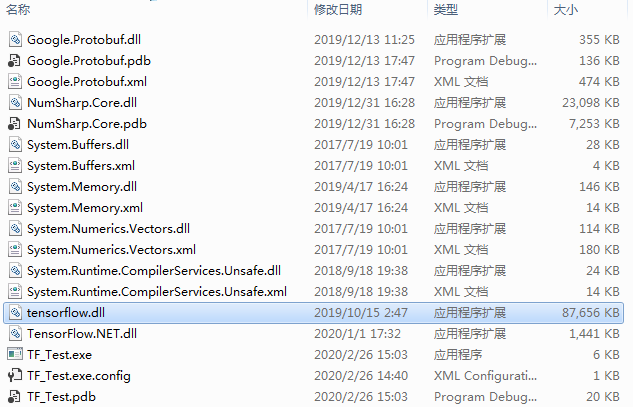 名称 修改日期 类型 大小
Google.Protobuf.dll 2019/12/13 11:25 应用程序扩展 355 KB
Google.Protobuf.pdb 2019/12/13 17:47 Program Debug... 136 KB
Google.Protobuf.xml 2019/12/13 17:47 XML 文档 474 KB
NumSharp.Core.dll 2019/12/31 16:28 应用程序扩展 23,098 KB
NumSharp.Core.pdb 2019/12/31 16:28 Program Debug... 7,253 KB
System.Buffers.dll 2017/7/19 10:01 应用程序扩展 28 KB
System.Buffers.xml 2017/7/19 10:01 XML 文档 4 KB
System.Memory.dll 2019/4/17 16:24 应用程序扩展 146 KB
System.Memory.xml 2019/4/17 16:24 XML 文档 14 KB
System.Numerics.Vectors.dll 2017/7/19 10:01 应用程序扩展 114 KB
System.Numerics.Vectors.xml 2017/7/19 10:01 XML 文档 180 KB
System.Runtime.CompilerServices.Unsafe.dll 2018/9/18 19:38 应用程序扩展 24 KB
System.Runtime.CompilerServices.Unsafe.xml 2018/9/18 19:38 XML 文档 14 KB
tensorflow.dll 2019/10/15 2:47 应用程序扩展 87,656 KB
TensorFlow.NET.dll 2020/1/1 17:32 应用程序扩展 1,441 KB
TF_Test.exe 2020/2/26 15:03 应用程序 6 KB
TF_Test.exe.config 2020/2/26 14:40 XML Configurati... 1 KB
TF_Test.pdb 2020/2/26 15:03 Program Debug... 20 KB